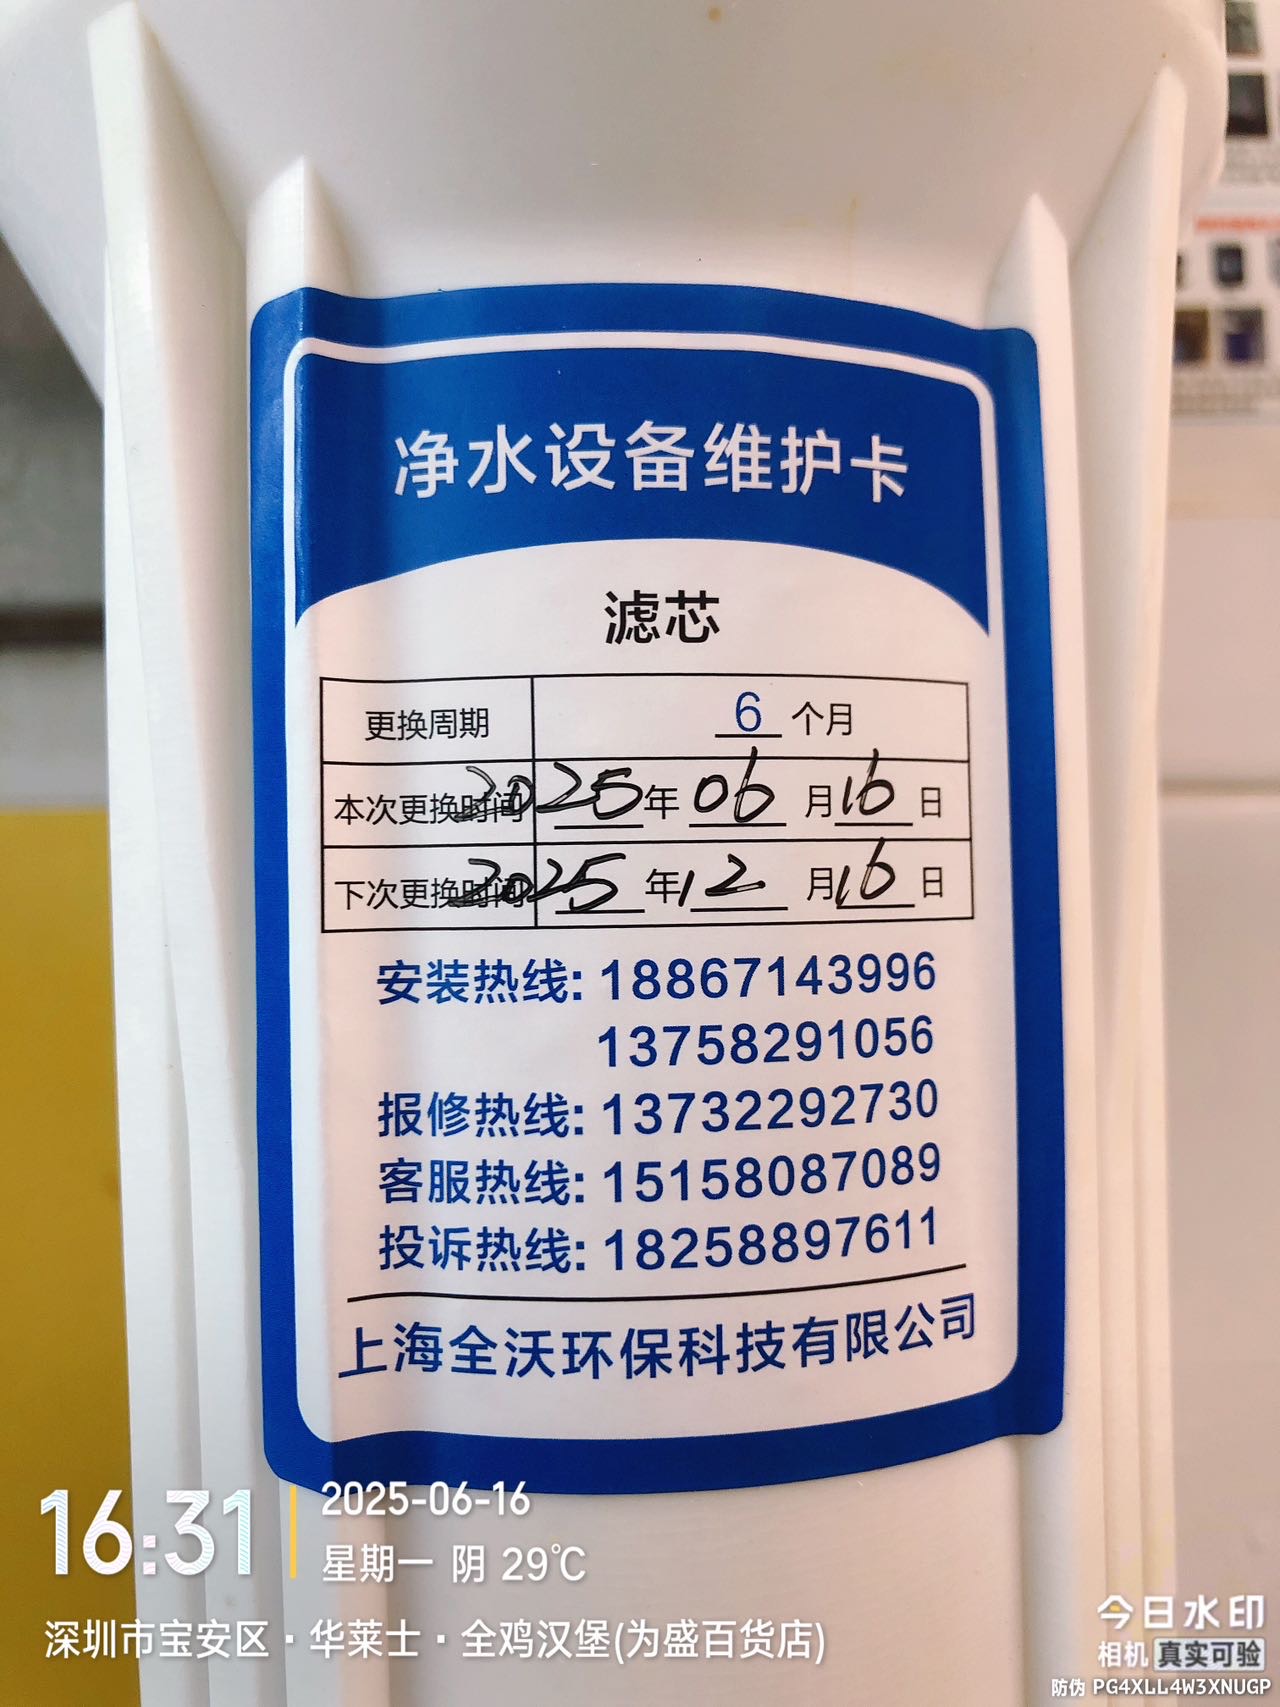 净水设备维护卡
滤芯
更换周期 6 个月
本次更换时间 2025 年 06 月 16 日
下次更换时间 2025 年 12 月 16 日
安装热线: 18867143996
13758291056
报修热线: 13732292730
客服热线: 15158087089
投诉热线: 18258897611
上海全沃环保科技有限公司
16:31
2025-06-16
星期一 阴 29℃
深圳市宝安区·华莱士·全鸡汉堡(为盛百货店)
今日水印
相机 真实可验
防伪 PG4XLL4W3XNUGP